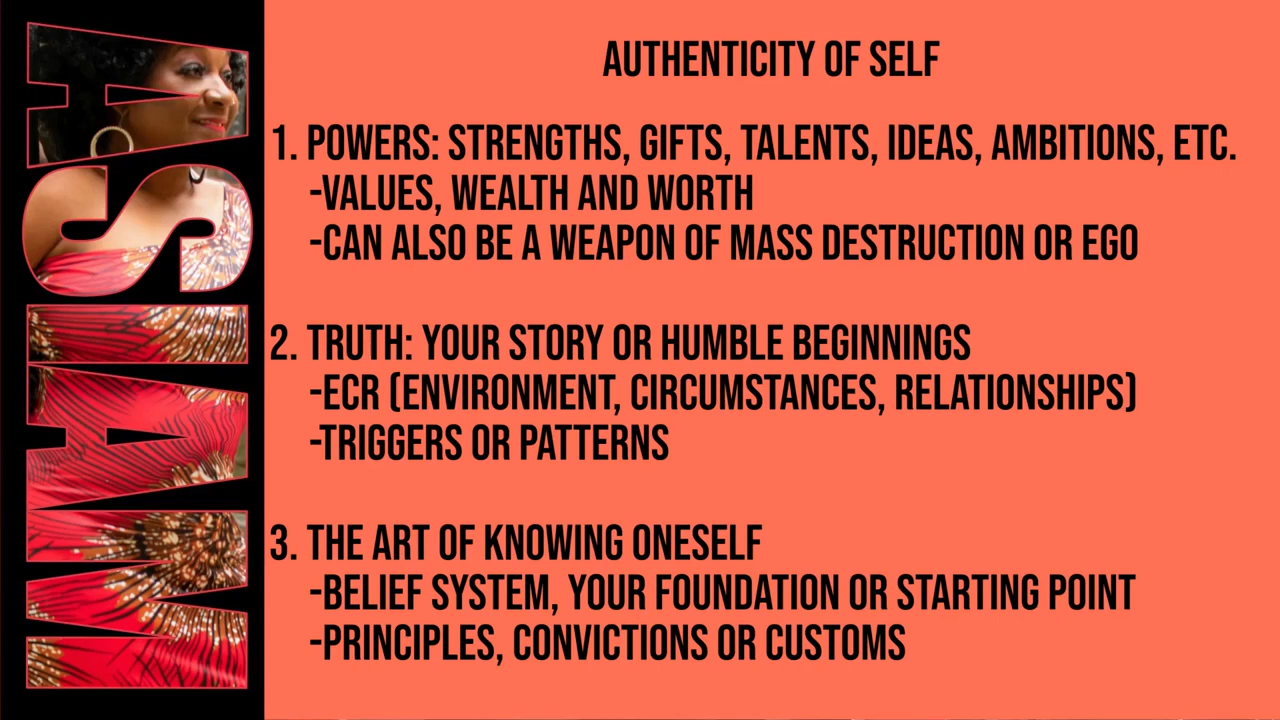 ASIAM
AUTHENTICITY OF SELF
1. POWERS: STRENGTHS, GIFTS, TALENTS, IDEAS, AMBITIONS, ETC.
-VALUES, WEALTH AND WORTH
-CAN ALSO BE A WEAPON OF MASS DESTRUCTION OR EGO
2. TRUTH: YOUR STORY OR HUMBLE BEGINNINGS
-ECR (ENVIRONMENT, CIRCUMSTANCES, RELATIONSHIPS)
-TRIGGERS OR PATTERNS
3. THE ART OF KNOWING ONESELF
-BELIEF SYSTEM, YOUR FOUNDATION OR STARTING POINT
-PRINCIPLES, CONVICTIONS OR CUSTOMS